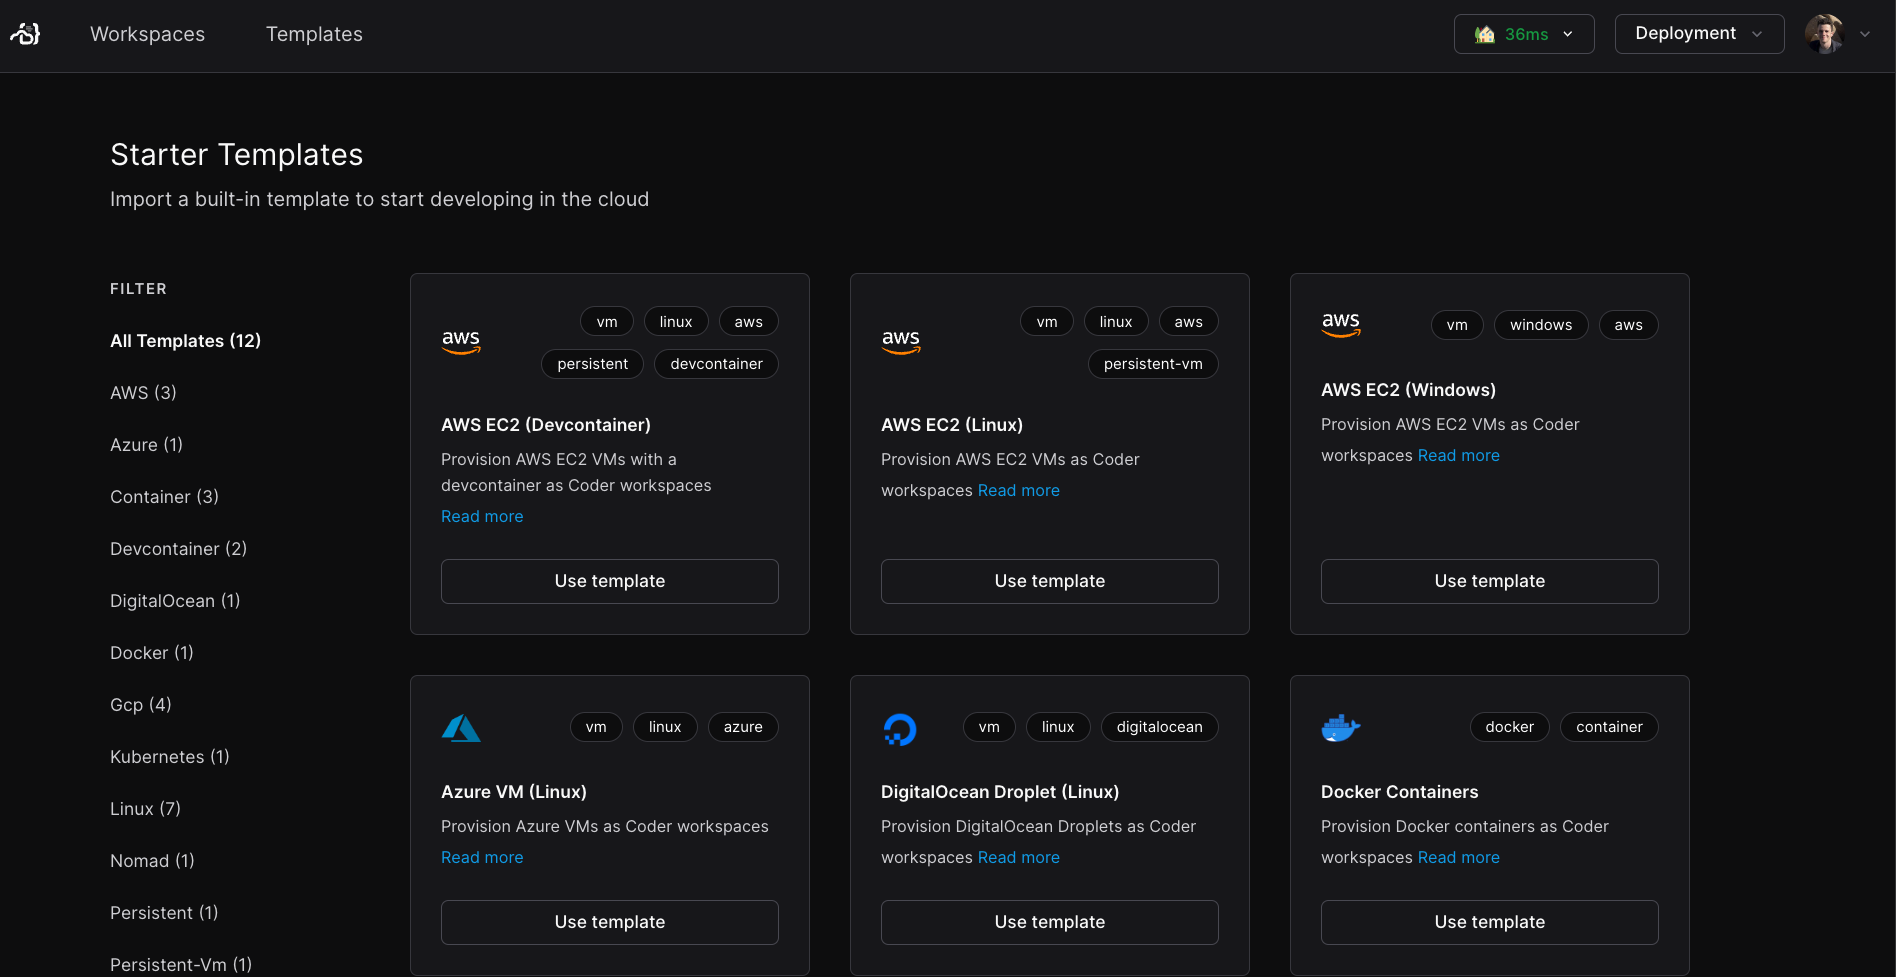 Workspaces
Templates
36ms
Deployment
Starter Templates
Import a built-in template to start developing in the cloud
FILTER
All Templates (12)
AWS (3)
Azure (1)
Container (3)
Devcontainer (2)
DigitalOcean (1)
Docker (1)
Gcp (4)
Kubernetes (1)
Linux (7)
Nomad (1)
Persistent (1)
Persistent-Vm (1)
aws
vm linux aws
persistent devcontainer
AWS EC2 (Devcontainer)
Provision AWS EC2 VMs with a
devcontainer as Coder workspaces
Read more
Use template
aws
vm linux aws
persistent-vm
AWS EC2 (Linux)
Provision AWS EC2 VMs as Coder
workspaces Read more
Use template
aws
vm windows aws
AWS EC2 (Windows)
Provision AWS EC2 VMs as Coder
workspaces Read more
Use template
vm linux azure
Azure VM (Linux)
Provision Azure VMs as Coder workspaces
Read more
Use template
vm linux digitalocean
DigitalOcean Droplet (Linux)
Provision DigitalOcean Droplets as Coder
workspaces Read more
Use template
docker container
Docker Containers
Provision Docker containers as Coder
workspaces Read more
Use template